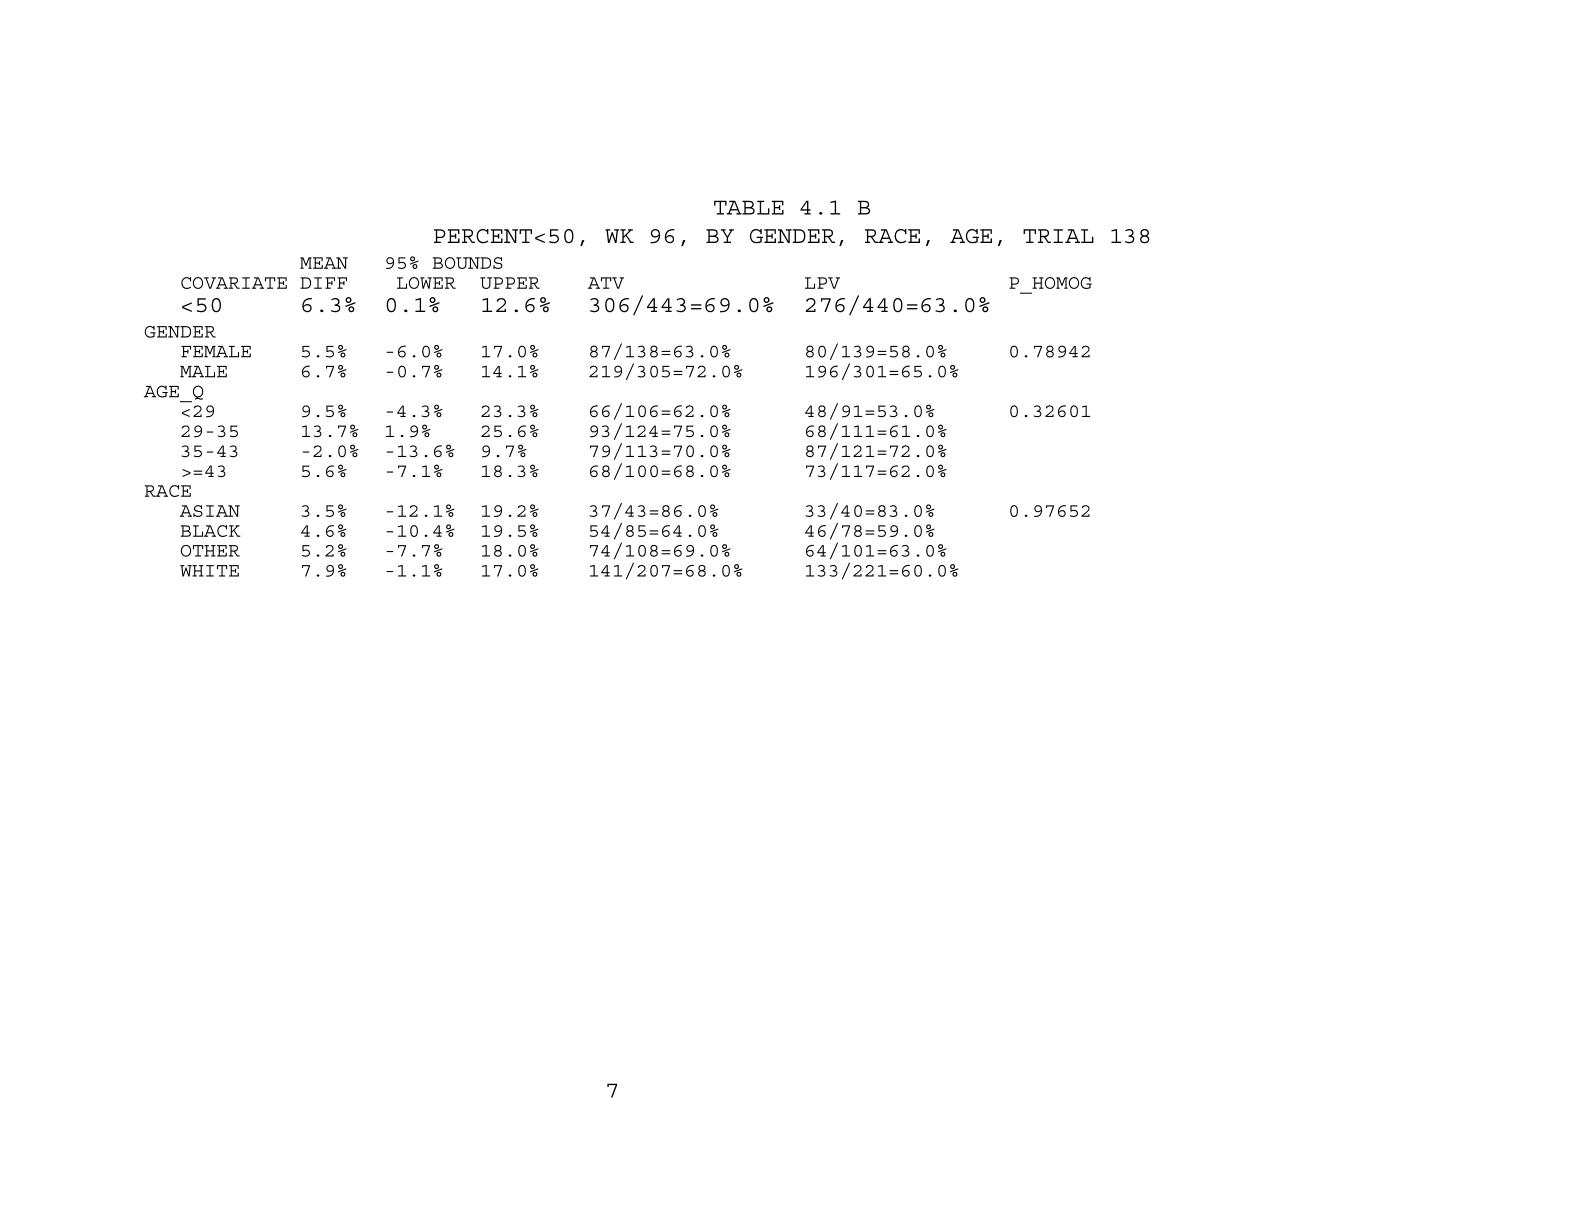 TABLE 4.1 B
PERCENT<50, WK 96, BY GENDER, RACE, AGE, TRIAL 138
MEAN 95% BOUNDS
COVARIATE DIFF LOWER UPPER ATV LPV P_HOMOG
<50 6.3% 0.1% 12.6% 306/443=69.0% 276/440=63.0%
GENDER
FEMALE 5.5% -6.0% 17.0% 87/138=63.0% 80/139=58.0% 0.78942
MALE 6.7% -0.7% 14.1% 219/305=72.0% 196/301=65.0%
AGE_Q
<29 9.5% -4.3% 23.3% 66/106=62.0% 48/91=53.0% 0.32601
29-35 13.7% 1.9% 25.6% 93/124=75.0% 68/111=61.0%
35-43 -2.0% -13.6% 9.7% 79/113=70.0% 87/121=72.0%
>=43 5.6% -7.1% 18.3% 68/100=68.0% 73/117=62.0%
RACE
ASIAN 3.5% -12.1% 19.2% 37/43=86.0% 33/40=83.0% 0.97652
BLACK 4.6% -10.4% 19.5% 54/85=64.0% 46/78=59.0%
OTHER 5.2% -7.7% 18.0% 74/108=69.0% 64/101=63.0%
WHITE 7.9% -1.1% 17.0% 141/207=68.0% 133/221=60.0%
7